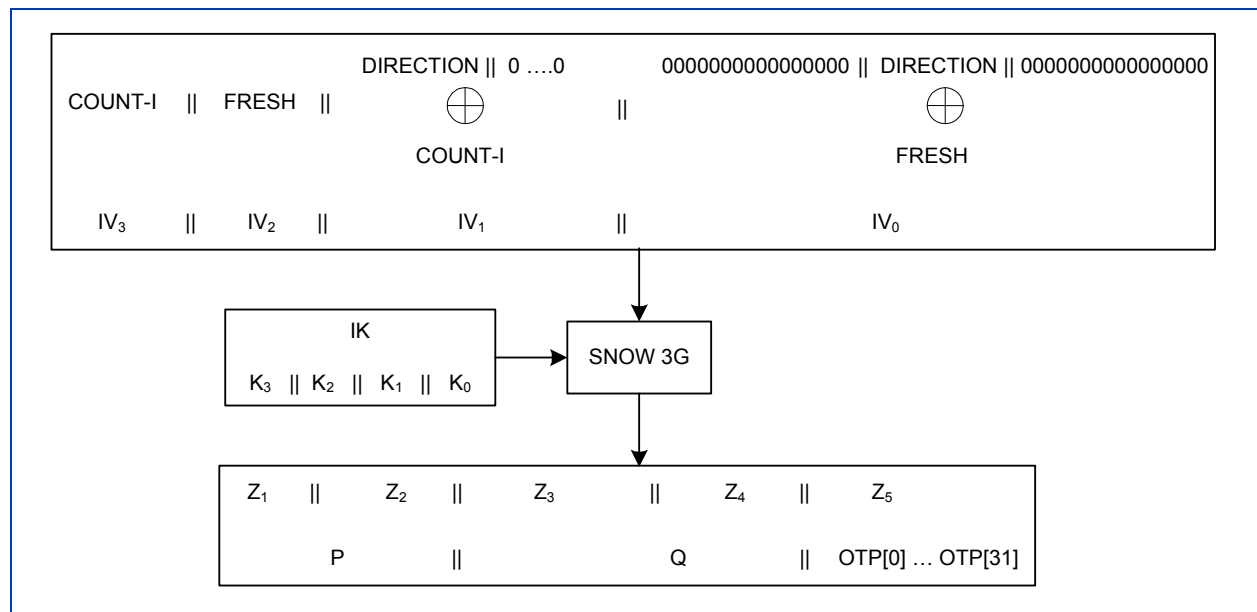 DIRECTION || 0 ....0 0000000000000000 || DIRECTION || 0000000000000000
COUNT-I || FRESH || ||
COUNT-I FRESH
IV₃ || IV₂ || IV₁ || IV₀
IK
K₃ || K₂ || K₁ || K₀
SNOW 3G
Z₁ || Z₂ || Z₃ || Z₄ || Z₅
P || Q || OTP[0] … OTP[31]